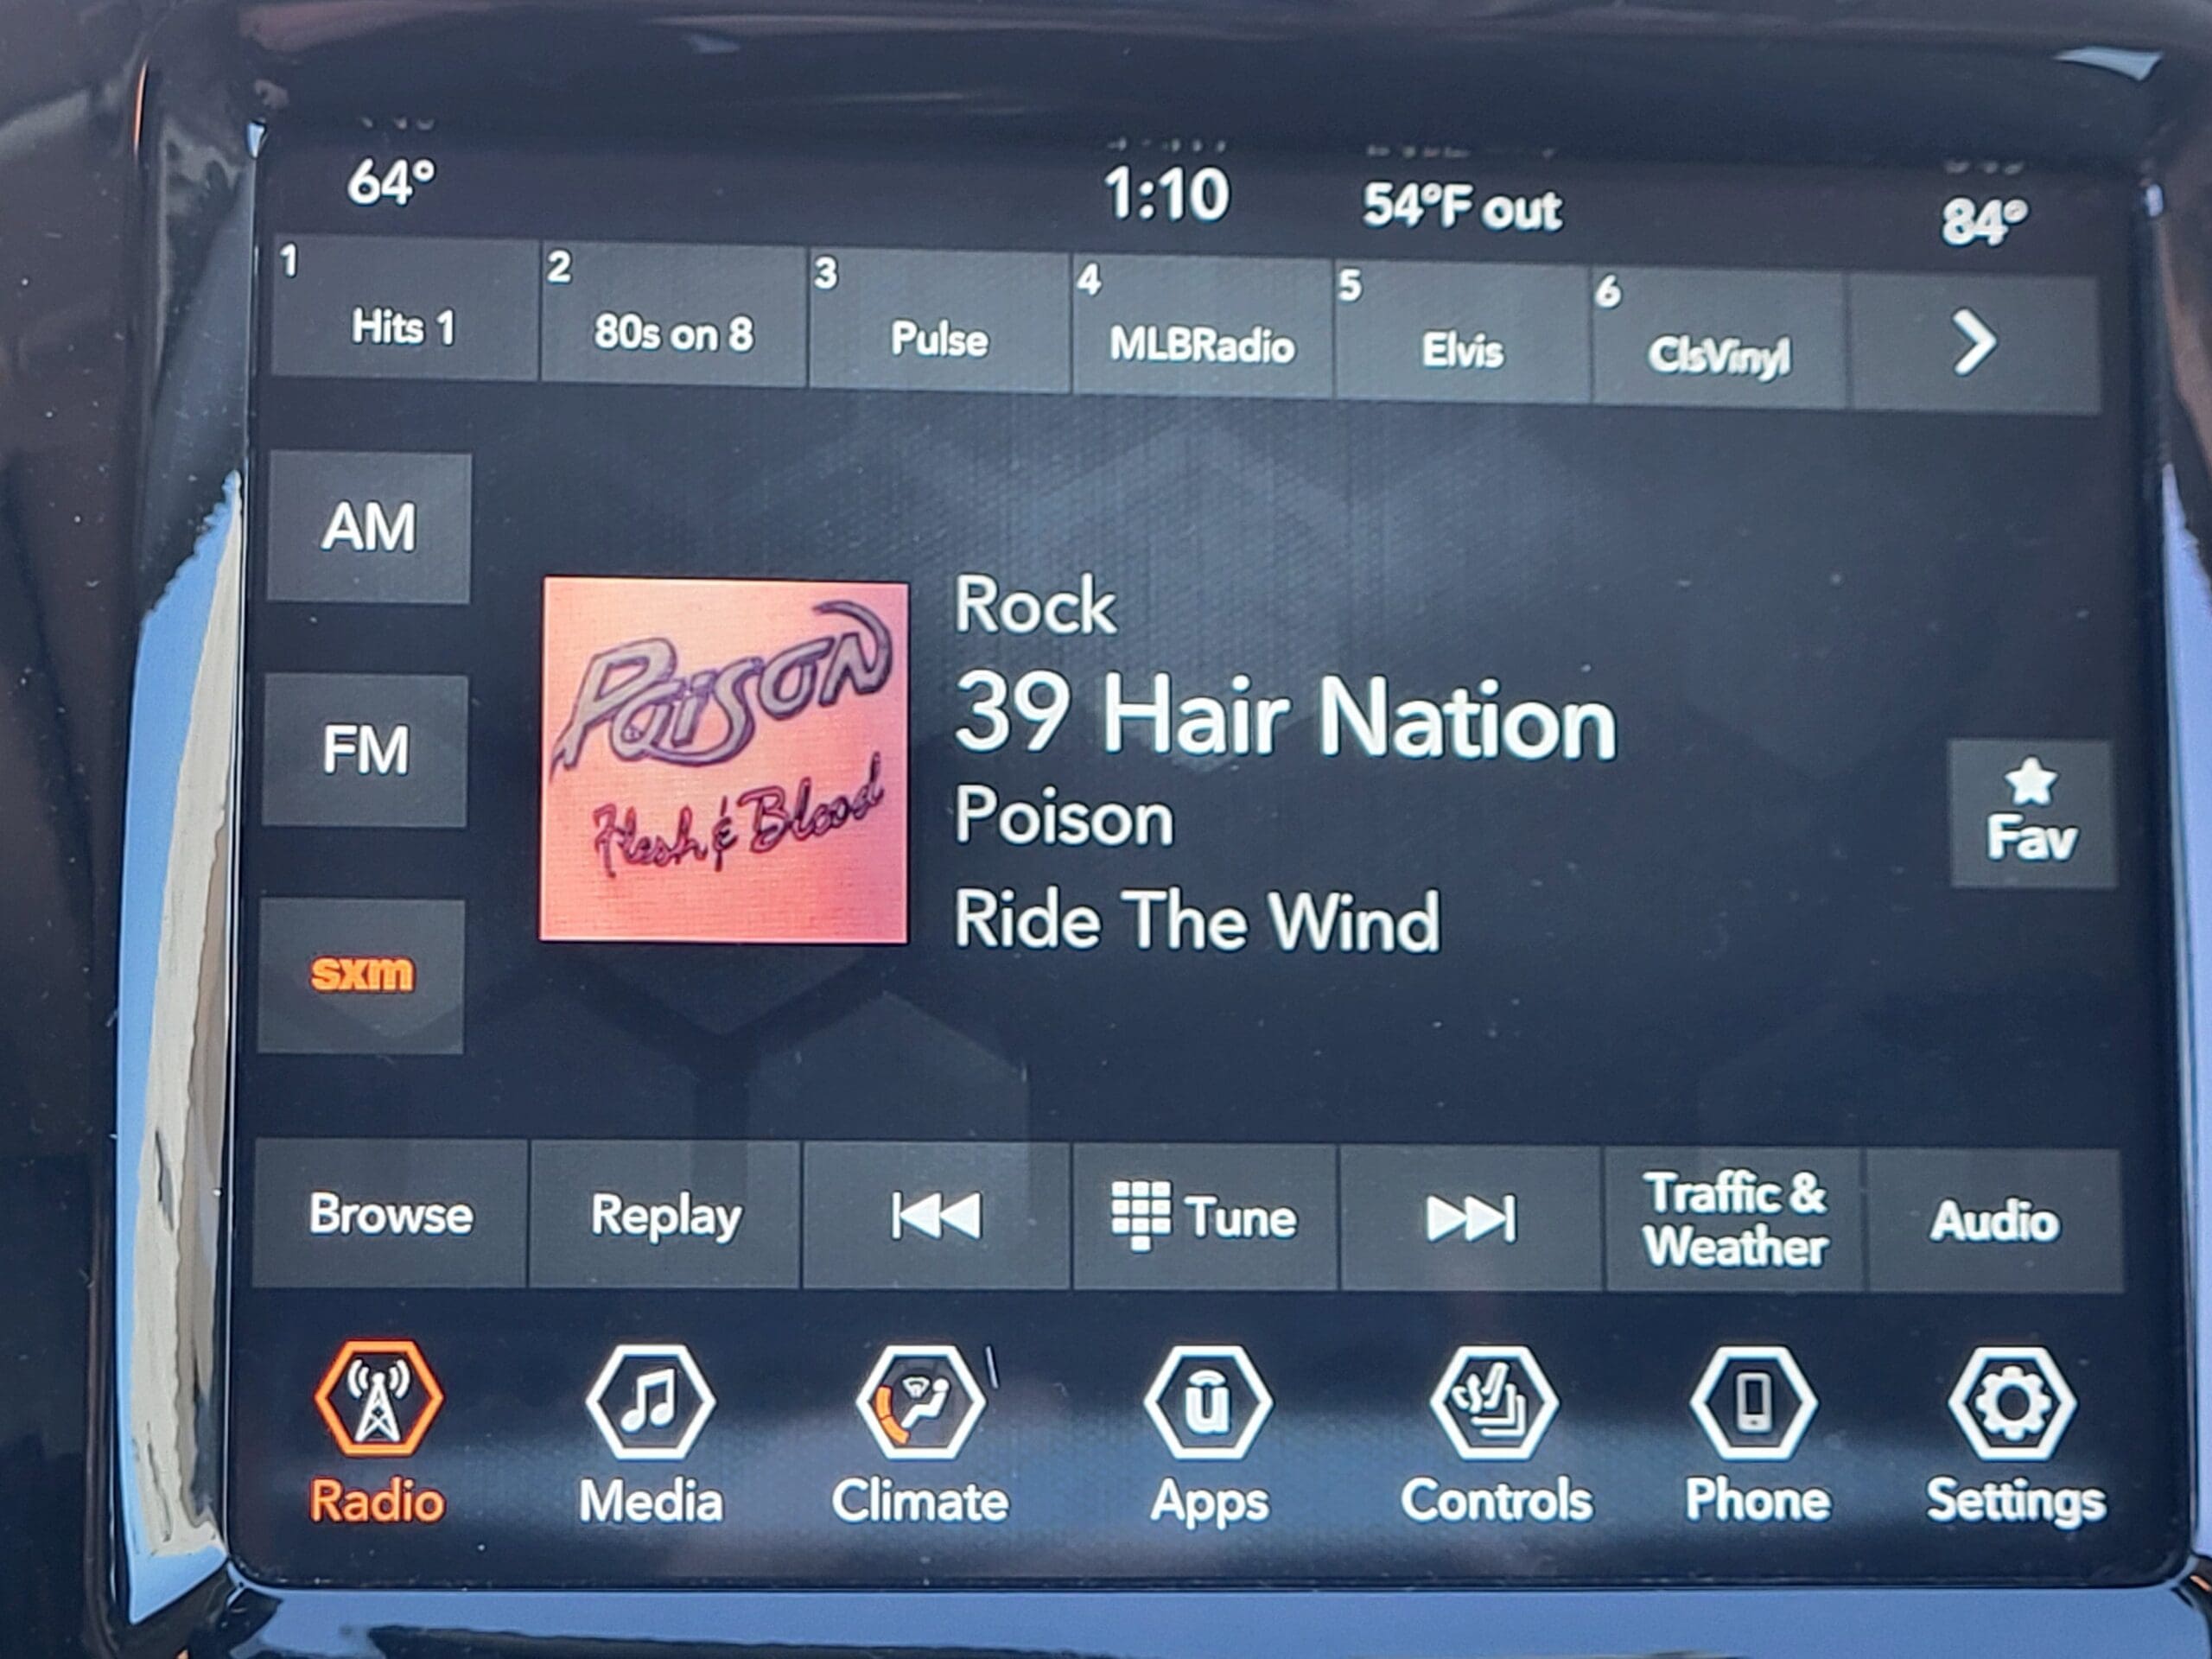 64° 1:10 54°F out 84°
1 2 3 4 5 6
Hits 1 80s on 8 Pulse MLBRadio Elvis ClsVinyl
AM
FM
sxm
Poison
Flesh & Blood
Rock
39 Hair Nation
Poison
Ride The Wind
Fav
Browse Replay Tune Traffic & Weather Audio
u
Radio Media Climate Apps Controls Phone Settings